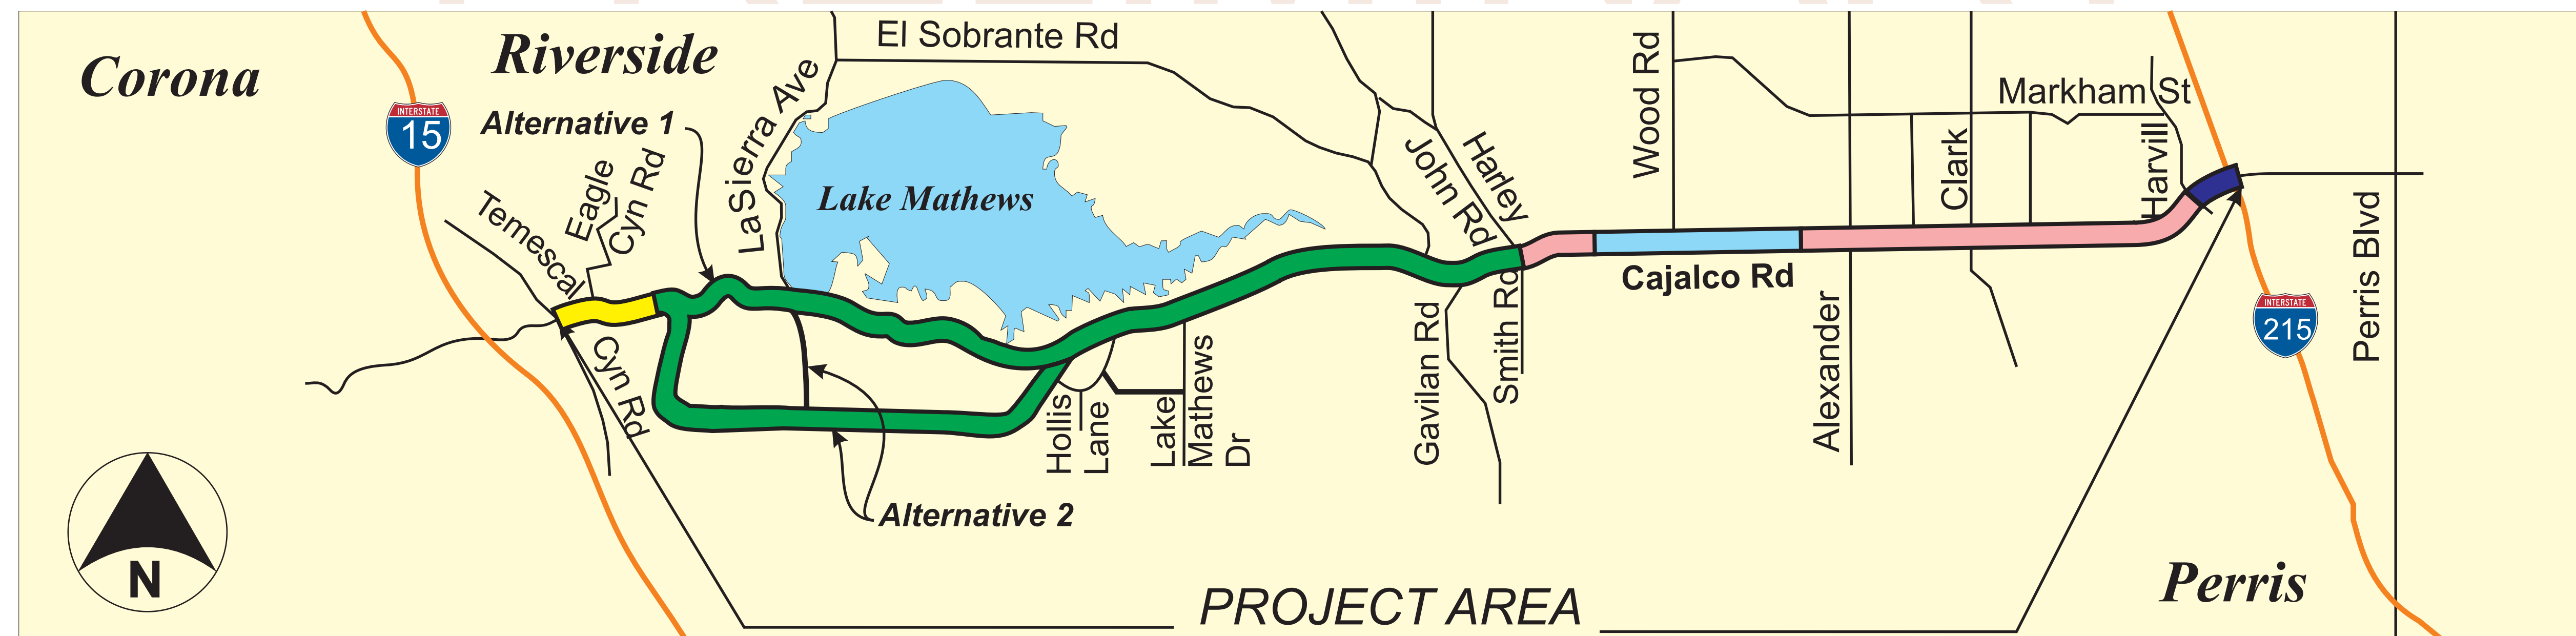 El Sobrante Rd
Riverside
Corona
Alternative 1
LaSierra Ave
INTERSTATE
15
Eagle
Cyn Rd
Temescal
Cyn Rd
Lake Mathews
John Rd
Harley
Wood Rd
Markham St
Clark
Harvill
Cajalco Rd
Alexander
Smith Rd
Gavilan Rd
Hollis
Lane
Lake
Mathews
Dr
Alternative 2
INTERSTATE
215
Perris Blvd
N
PROJECT AREA
Perris